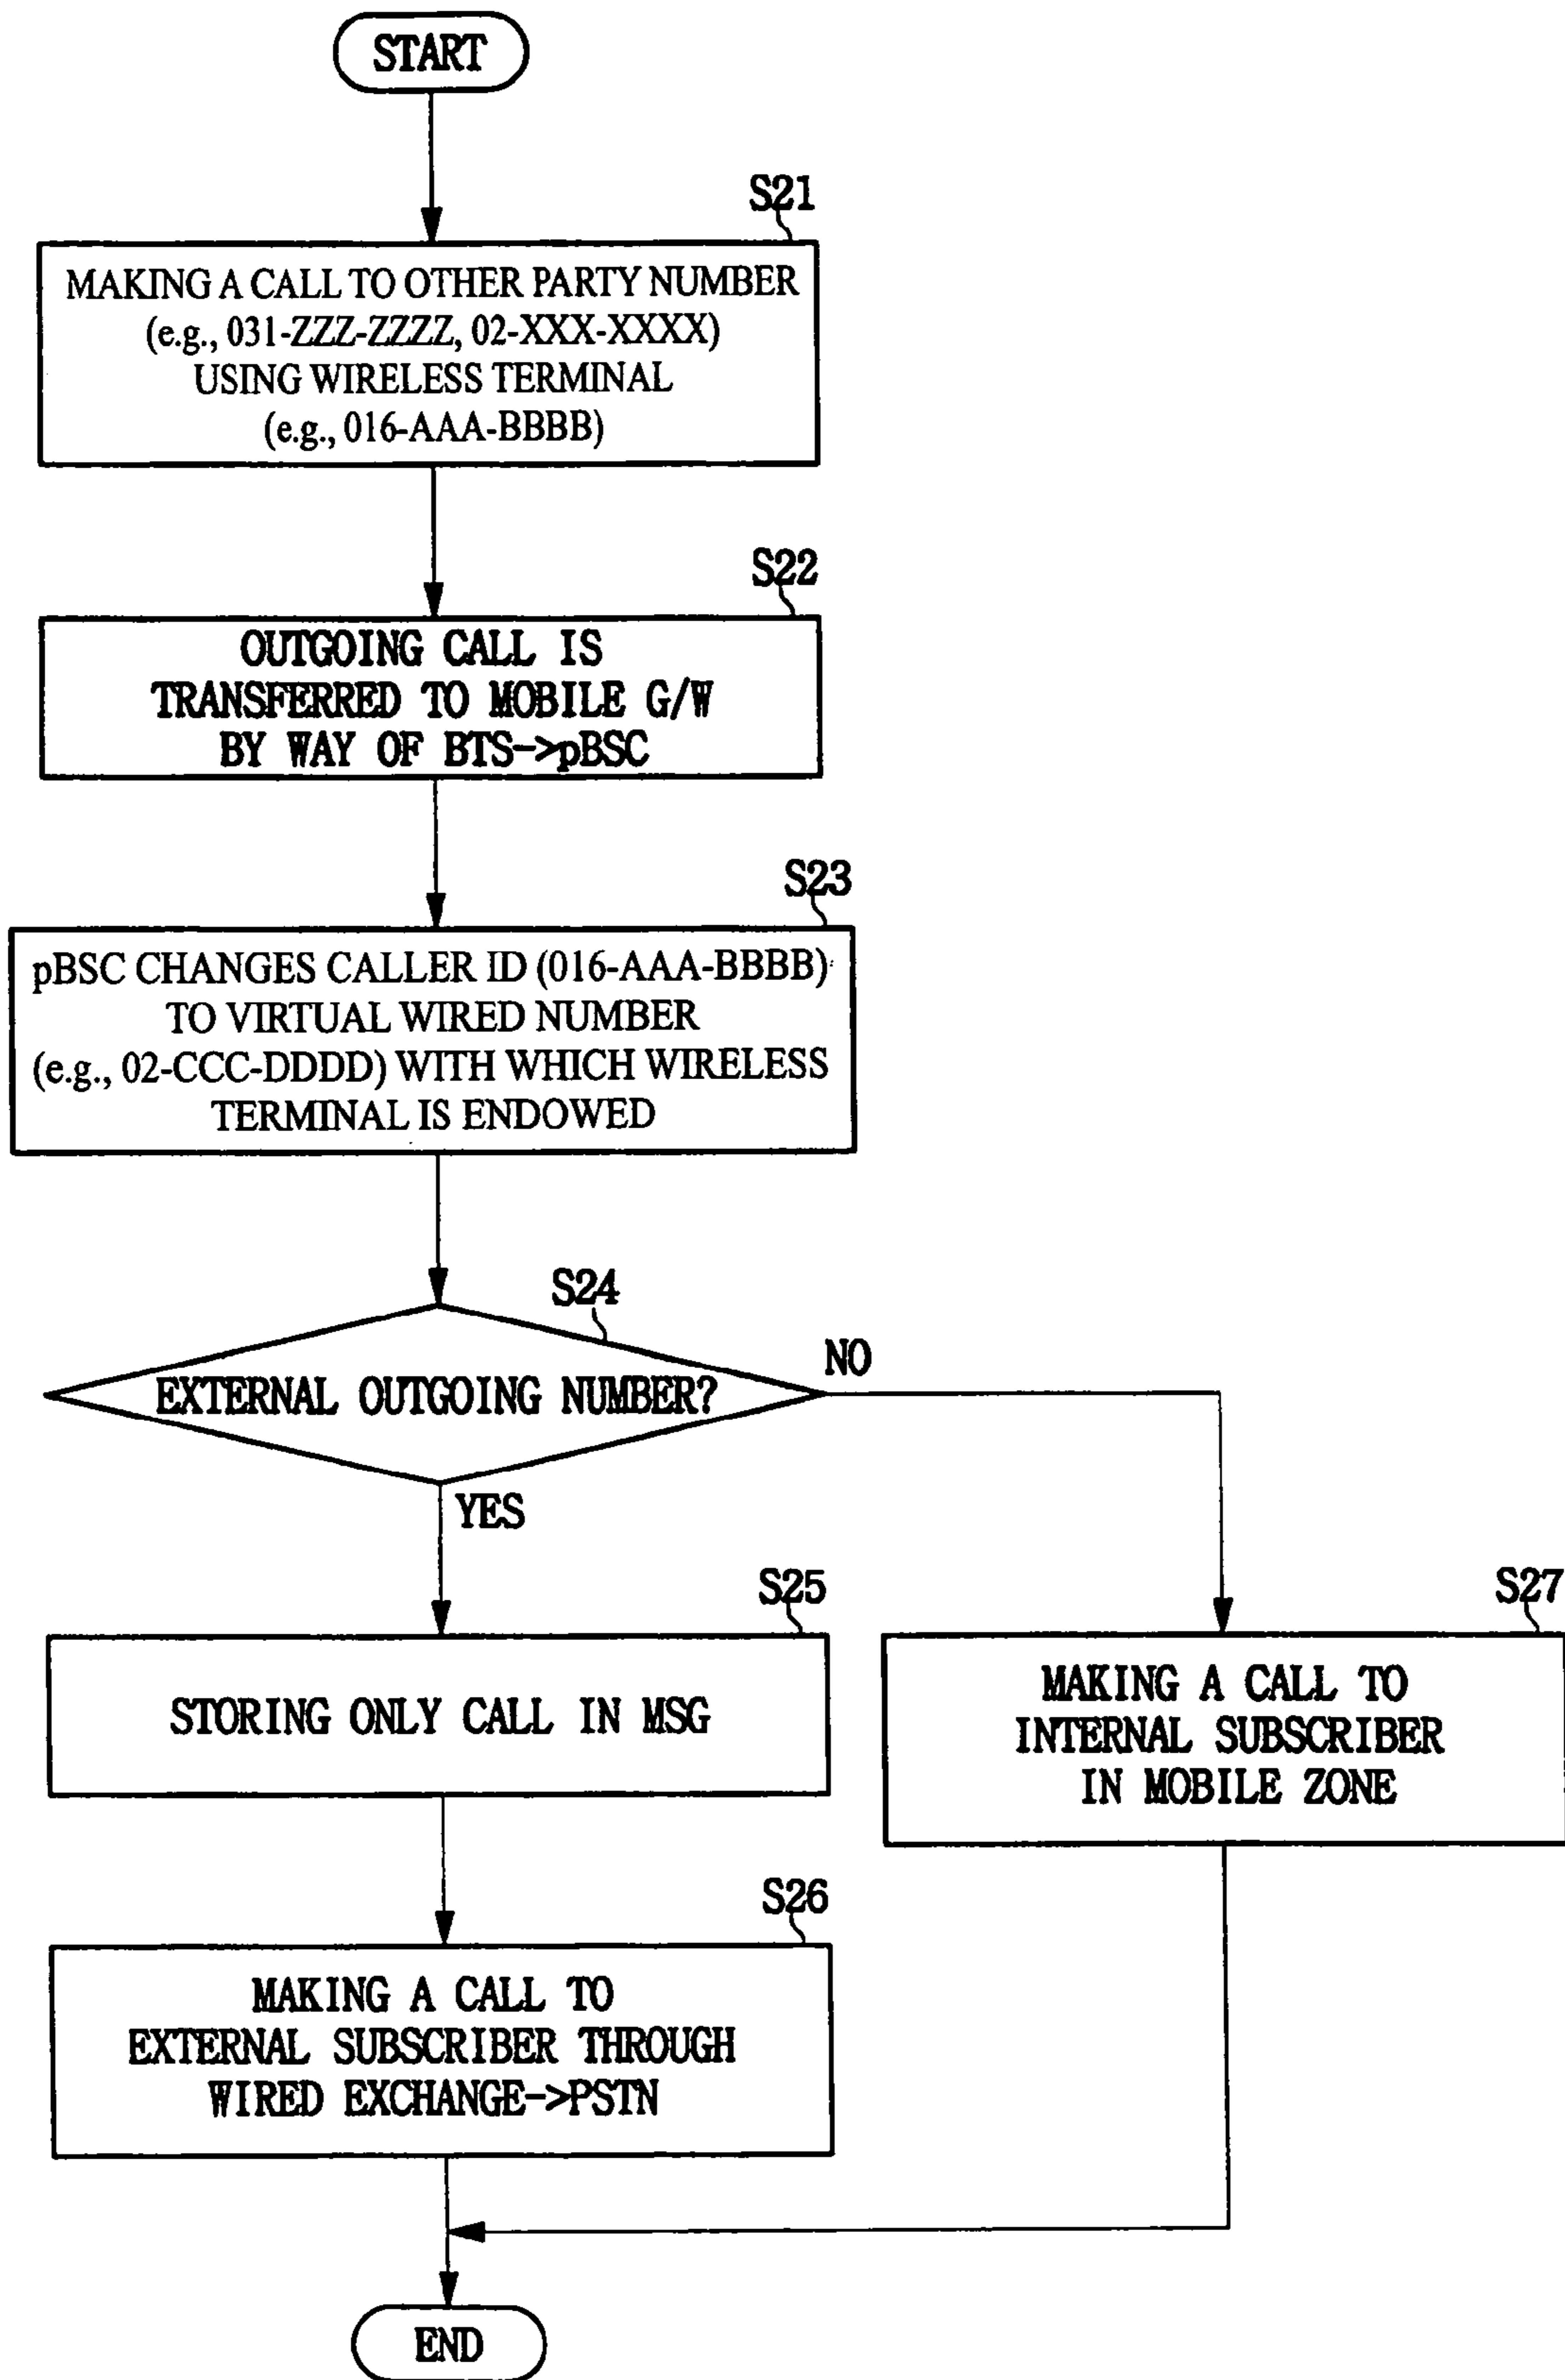 START
S21
MAKING A CALL TO OTHER PARTY NUMBER
(e.g., 031-ZZZ-ZZZZ, 02-XXX-XXXX)
USING WIRELESS TERMINAL
(e.g., 016-AAA-BBBB)
S22
OUTGOING CALL IS
TRANSFERRED TO MOBILE G/W
BY WAY OF BTS->pBSC
S23
pBSC CHANGES CALLER ID (016-AAA-BBBB)
TO VIRTUAL WIRED NUMBER
(e.g., 02-CCC-DDDD) WITH WHICH WIRELESS
TERMINAL IS ENDOWED
S24
EXTERNAL OUTGOING NUMBER?
NO
YES
S25
STORING ONLY CALL IN MSG
S27
MAKING A CALL TO
INTERNAL SUBSCRIBER
IN MOBILE ZONE
S26
MAKING A CALL TO
EXTERNAL SUBSCRIBER THROUGH
WIRED EXCHANGE->PSTN
END